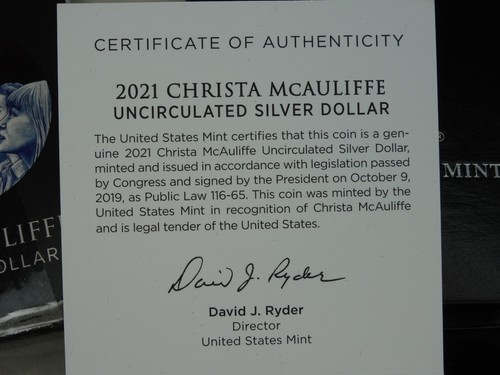 CERTIFICATE OF AUTHENTICITY
2021 CHRISTA McAULIFFE
UNCIRCULATED SILVER DOLLAR
The United States Mint certifies that this coin is a gen-
uine 2021 Christa McAuliffe Uncirculated Silver Dollar,
minted and issued in accordance with legislation passed
by Congress and signed by the President on October 9,
2019, as Public Law 116-65. This coin was minted by the
United States Mint in recognition of Christa McAuliffe
and is legal tender of the United States.
David J. Ryder
David J. Ryder
Director
United States Mint
LIFF
OLLAR
® MINT